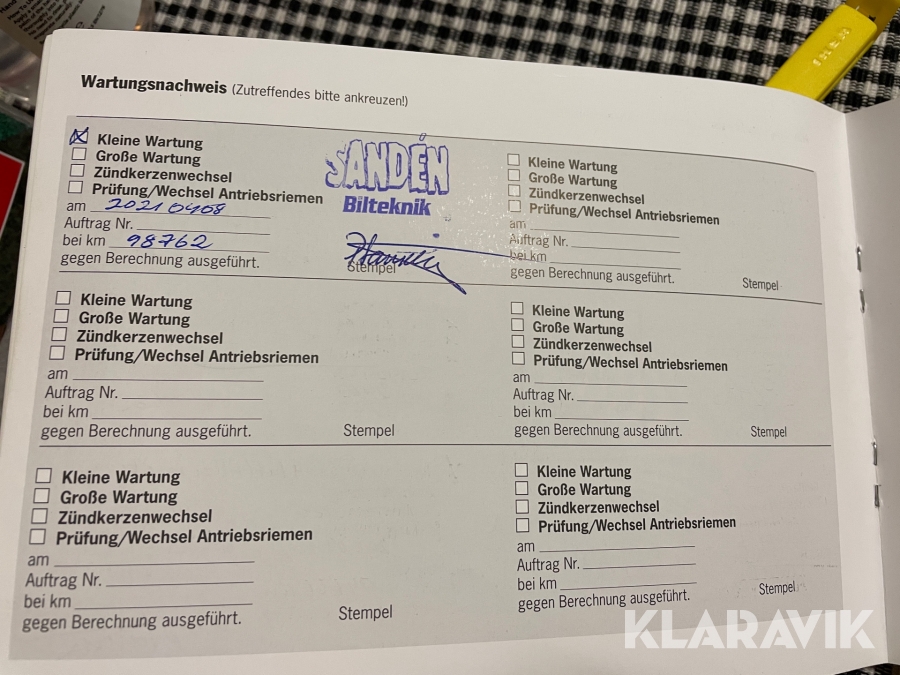 Wartungsnachweis (Zutreffendes bitte ankreuzen!)
Kleine Wartung
Große Wartung
Zündkerzenwechsel
Prüfung/Wechsel Antriebsriemen
am 20210408
Auftrag Nr.
bei km 98762
gegen Berechnung ausgeführt.
SANDÉN
Bilteknik
Stempel
Kleine Wartung
Große Wartung
Zündkerzenwechsel
Prüfung/Wechsel Antriebsriemen
am
Auftrag Nr.
bei km
gegen Berechnung ausgeführt.
Stempel
Kleine Wartung
Große Wartung
Zündkerzenwechsel
Prüfung/Wechsel Antriebsriemen
am
Auftrag Nr.
bei km
gegen Berechnung ausgeführt.
Stempel
Kleine Wartung
Große Wartung
Zündkerzenwechsel
Prüfung/Wechsel Antriebsriemen
am
Auftrag Nr.
bei km
gegen Berechnung ausgeführt.
Stempel
Kleine Wartung
Große Wartung
Zündkerzenwechsel
Prüfung/Wechsel Antriebsriemen
am
Auftrag Nr.
bei km
gegen Berechnung ausgeführt.
Stempel
Kleine Wartung
Große Wartung
Zündkerzenwechsel
Prüfung/Wechsel Antriebsriemen
am
Auftrag Nr.
bei km
gegen Berechnung ausgeführt.
Stempel
IKEA
KLARAVIK